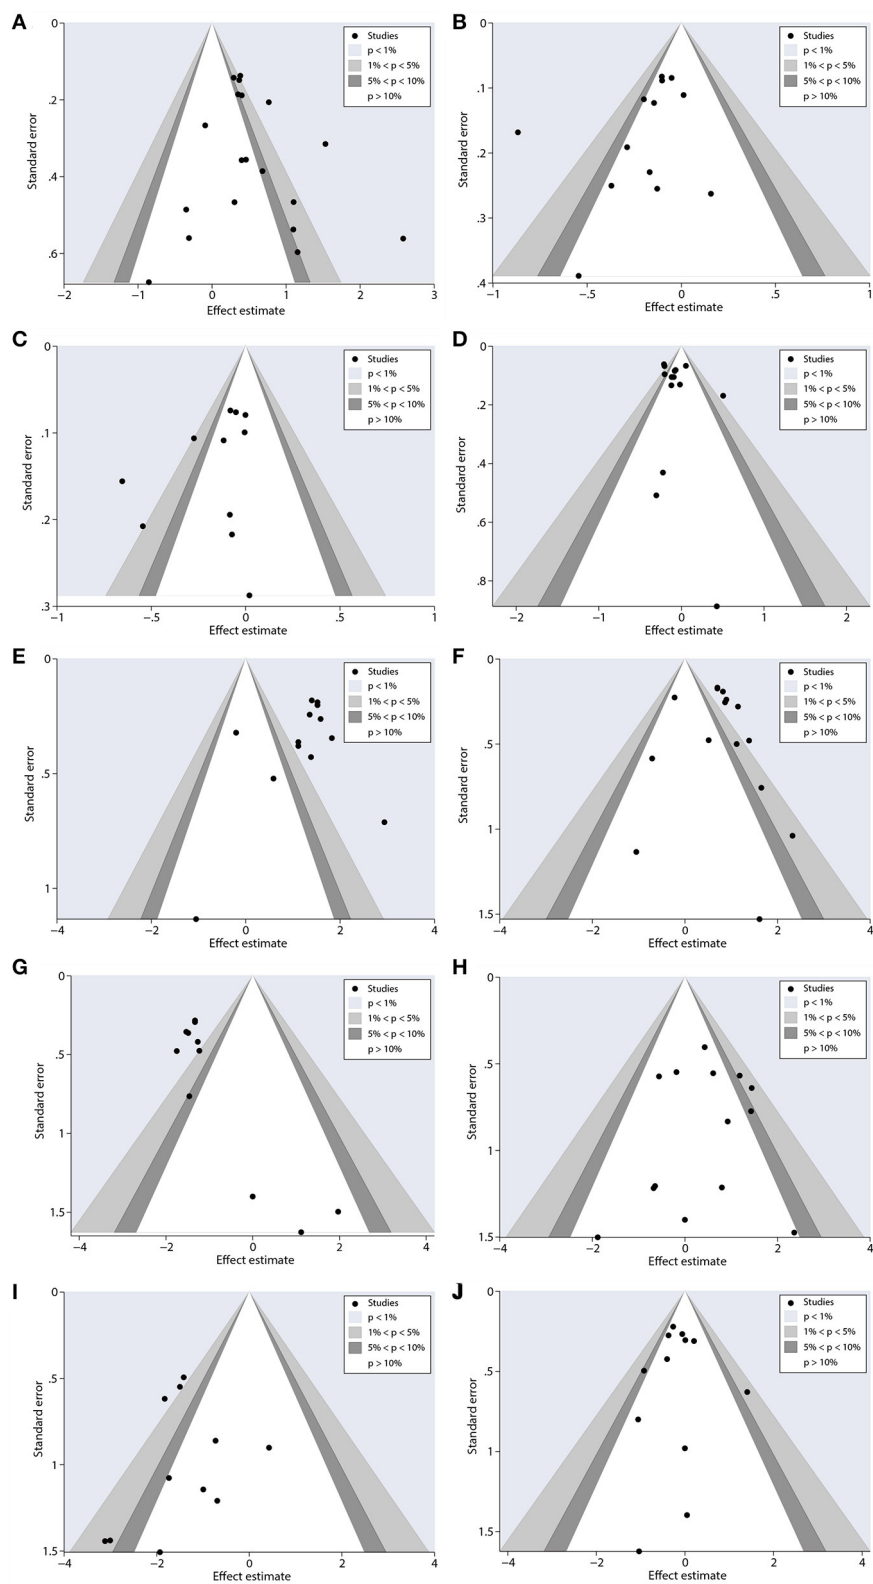 A
0
.2
.4
.6
Standard error
−2
−1
0
1
2
3
Effect estimate
Studies
p < 1%
1% < p < 5%
5% < p < 10%
p > 10%
B
0
.1
.2
.3
.4
Standard error
−1
−.5
0
.5
1
Effect estimate
Studies
p < 1%
1% < p < 5%
5% < p < 10%
p > 10%
C
0
.1
.2
.3
Standard error
−1
−.5
0
.5
1
Effect estimate
Studies
p < 1%
1% < p < 5%
5% < p < 10%
p > 10%
D
0
.2
.4
.6
.8
Standard error
−2
−1
0
1
2
Effect estimate
Studies
p < 1%
1% < p < 5%
5% < p < 10%
p > 10%
E
0
.5
1
Standard error
−4
−2
0
2
4
Effect estimate
Studies
p < 1%
1% < p < 5%
5% < p < 10%
p > 10%
F
0
.5
1
1.5
Standard error
−4
−2
0
2
4
Effect estimate
Studies
p < 1%
1% < p < 5%
5% < p < 10%
p > 10%
G
0
.5
1
1.5
Standard error
−4
−2
0
2
4
Effect estimate
Studies
p < 1%
1% < p < 5%
5% < p < 10%
p > 10%
H
0
.5
1
1.5
Standard error
−4
−2
0
2
4
Effect estimate
Studies
p < 1%
1% < p < 5%
5% < p < 10%
p > 10%
I
0
.5
1
1.5
Standard error
−4
−2
0
2
4
Effect estimate
Studies
p < 1%
1% < p < 5%
5% < p < 10%
p > 10%
J
0
.5
1
1.5
Standard error
−4
−2
0
2
4
Effect estimate
Studies
p < 1%
1% < p < 5%
5% < p < 10%
p > 10%